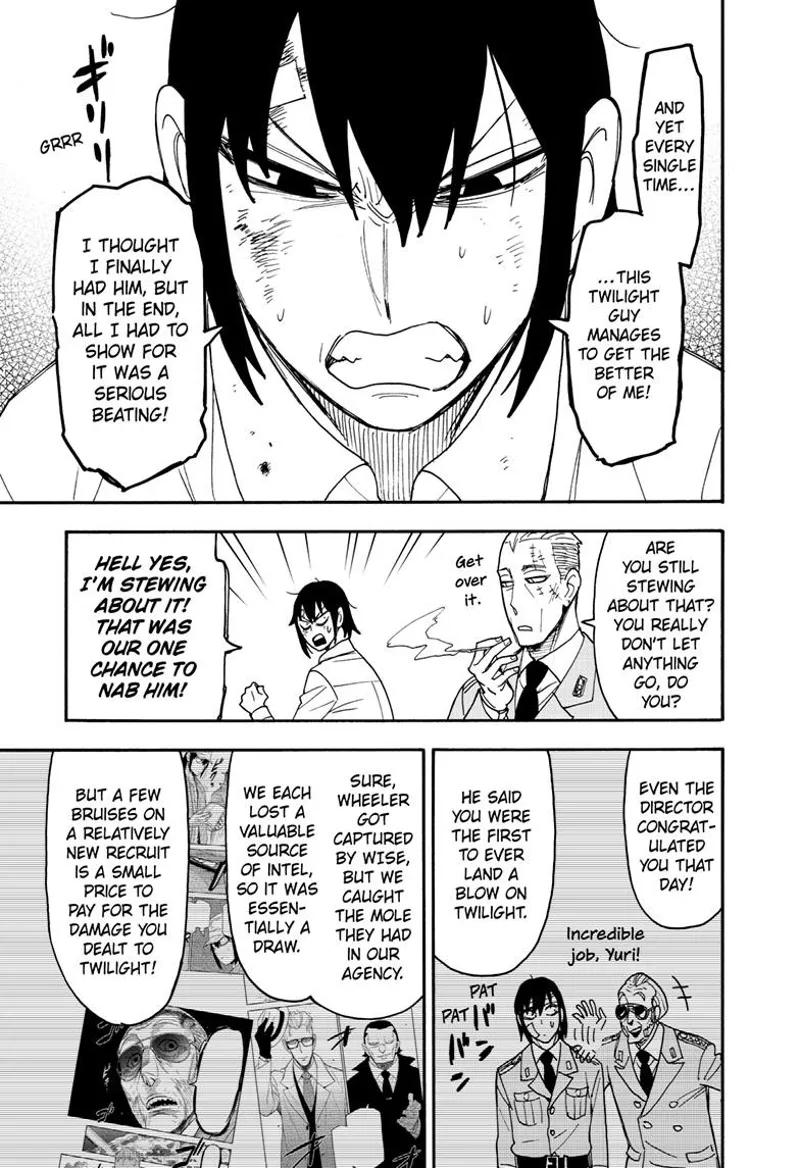 AND
YET
EVERY
SINGLE
TIME...
...THIS
TWILIGHT
GUY
MANAGES
TO GET THE
BETTER
OF ME!
ギリリ
GRRR
I THOUGHT
I FINALLY
HAD HIM, BUT
IN THE END,
ALL I HAD TO
SHOW FOR
IT WAS A
SERIOUS
BEATING!
ARE
YOU STILL
STEWING
ABOUT THAT?
YOU REALLY
DON'T LET
ANYTHING
GO, DO
YOU?
Get
over
it.
HELL YES,
I'M STEWING
ABOUT IT!
THAT WAS
OUR ONE
CHANCE TO
NAB HIM!
EVEN THE
DIRECTOR
CONGRAT-
ULATED
YOU THAT
DAY!
HE SAID
YOU WERE
THE FIRST
TO EVER
LAND A
BLOW ON
TWILIGHT.
Incredible
job, Yuri!
PAT
PAT
SURE,
WHEELER
GOT
CAPTURED
BY WISE,
BUT WE
CAUGHT
THE MOLE
THEY HAD
IN OUR
AGENCY.
WE EACH
LOST A
VALUABLE
SOURCE
OF INTEL,
SO IT WAS
ESSEN-
TIALLY A
DRAW.
BUT A FEW
BRUISES ON
A RELATIVELY
NEW RECRUIT
IS A SMALL
PRICE TO
PAY FOR THE
DAMAGE YOU
DEALT TO
TWILIGHT!